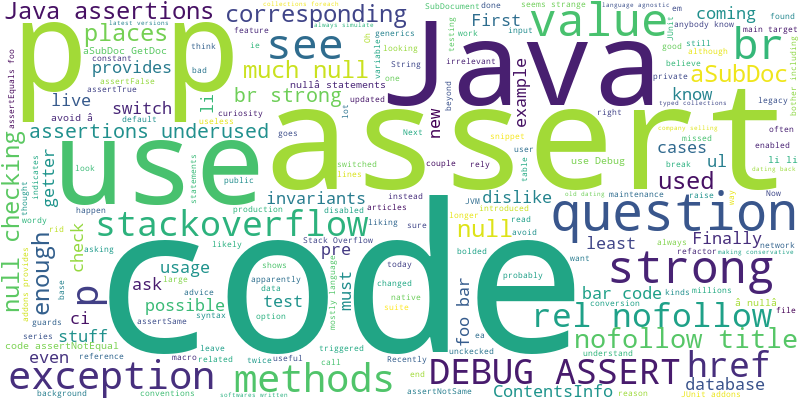 p p
Java
assert
use
code
Java assertions
corresponding
places
see
value
br
First
coming
provides
much null
aSubDoc
live
switch
br strong
know
li
new
example
assertions underused
cases
ul
getter
invariants
used
dislike
null checking
stackoverflow
question
null
least
Finally
enough
check
usage
pre
strong
p
ask
possible
test
must
foo bar
bar code
rel nofollow
ci
stuff
nofollow title
even
exception
methods
DEBUG ASSERT
href
ContentsInfo
database
latest versions
collections foreach
SubDocument
done
seems strange
language agnostic
em
anybody know
feature
always simulate
generics
testing
work
input
JUnit
found
aSubDoc GetDoc
think
ie
looking
good
still
main target
constant
bad
variable
one
although
nullâ statements
String
irrelevant
believe
private
typed collections
bother including
assertEquals foo
assertFalse
assertTrue
avoid â
lot
updated
beyond
right
legacy
default
curiosity
useless
goes
Next
snippet
company selling
missed
often
enabled
switched
couple
rely
user
use Debug
break
raise
look
lines
table
old dating
maintenance
dating back
indicates
thought
public
statements
longer
introduced
JVM
refactor
way
Now
happen
production
disabled
articles
instead
read
avoid
always
network
wordy
rid
asking
likely
Stack Overflow
liking
sure
bolded
want
making conservative
addons provides
large
shows
apparently
today
probably
kinds
millions
base
advice
data
mostly language
changed
native
conversion
â nullâ
file
guards
assertSame
syntax
option
suite
unckecked
ea
series
macro
triggered
understand
code assertNotEqual
reference
related
leave
twice
useful
call
Recently
end
assertNotSame
reason
JUnit addons
background
conventions
softwares written